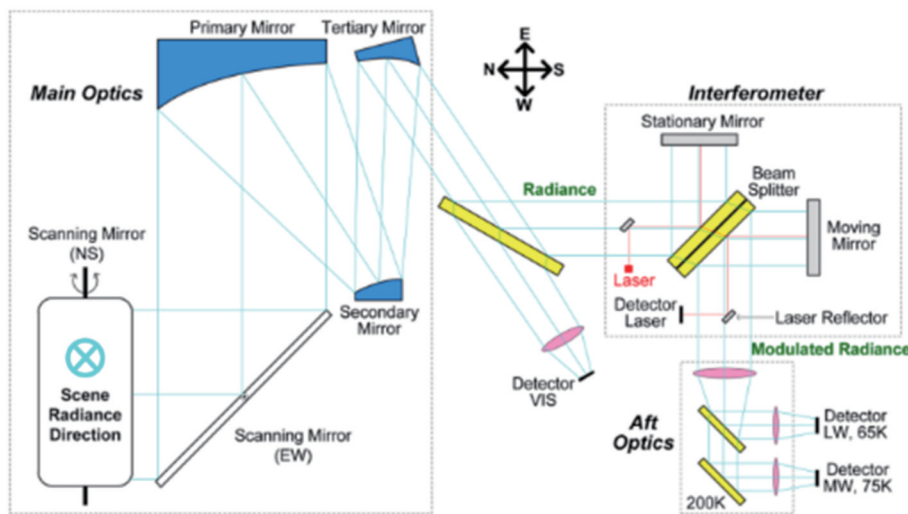 Primary Mirror
Tertiary Mirror
Main Optics
E
N
S
W
Interferometer
Stationary Mirror
Beam
Splitter
Radiance
Moving
Mirror
Scanning Mirror
(NS)
Laser
Detector
Laser
Laser Reflector
Secondary
Mirror
Modulated Radiance
Scene
Radiance
Direction
Detector
VIS
Scanning Mirror
(EW)
Aft
Optics
Detector
LW, 65K
Detector
MW, 75K
200K